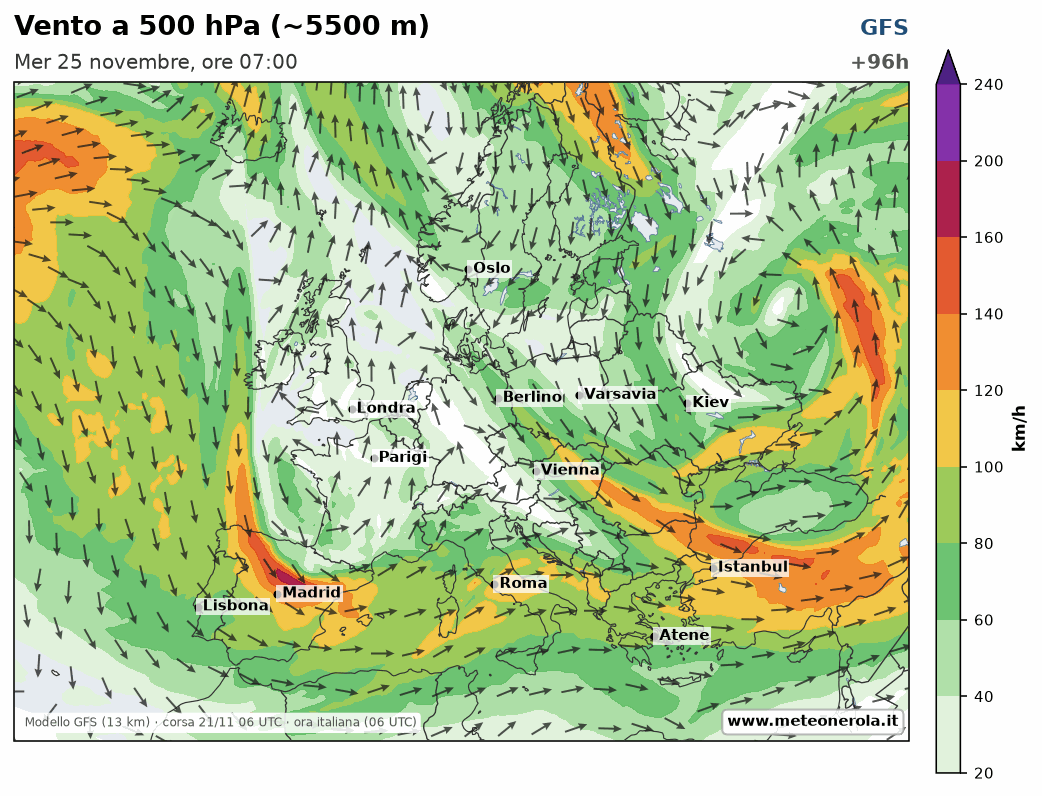 Vento a 500 hPa (~5500 m)
GFS
Mer 25 novembre, ore 07:00
+96h
240
200
160
140
120
100
80
60
40
20
km/h
Oslo
Berlino
Varsavia
Kiev
Londra
Parigi
Vienna
Istanbul
Roma
Madrid
Lisbona
Atene
Modello GFS (13 km) · corsa 21/11 06 UTC · ora italiana (06 UTC)
www.meteonerola.it